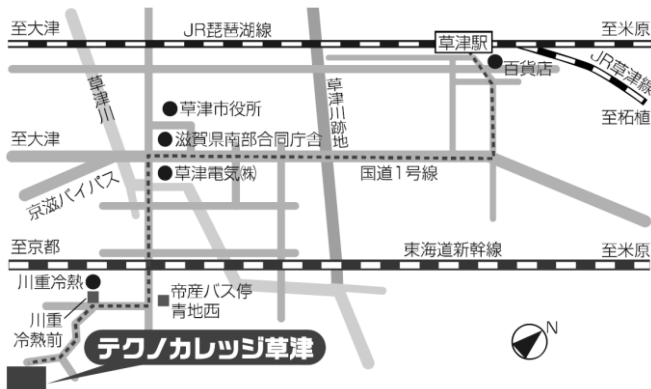 至大津
JR琵琶湖線
草津駅
至米原
百貨店
JR草津線
至柘植
草津川
草津川跡地
草津市役所
滋賀県南部合同庁舎
至大津
草津電気㈱
国道1号線
京滋バイパス
至京都
東海道新幹線
至米原
川重冷熱
川重
冷熱前
帝産バス停
青地西
テクノカレッジ草津
N